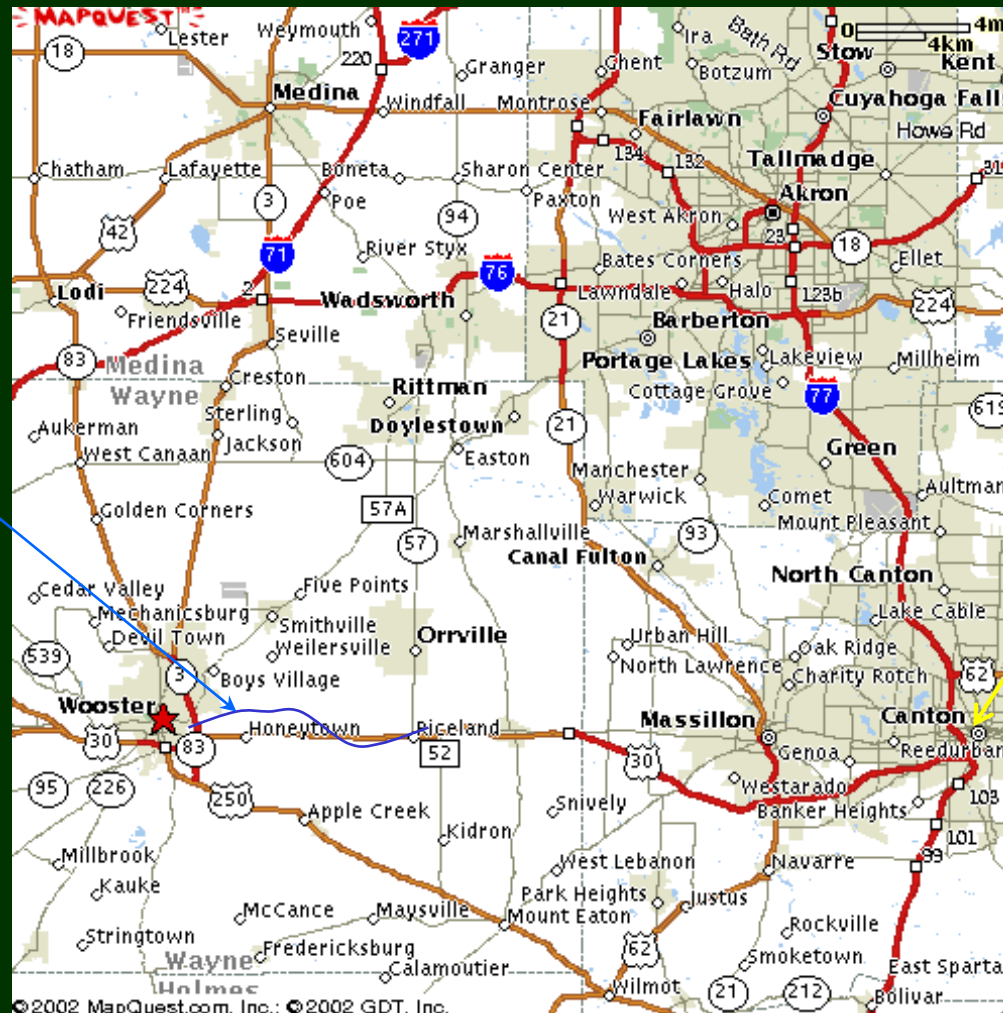 MAPQUEST
Lester
Weymouth
271
Ira
Bath Rd
0 4m
4km
Stow
Kent
18
220
Granger
Ghent
Botzum
Medina
Windfall
Montrose
Fairlawn
Cuyahoga Fall
Howe Rd
134
132
Tallmadge
Chatham
Lafayette
Boneta
Sharon Center
31
3
Poe
94
Paxton
Akron
West Akron
42
River Styx
23
18
71
76
Bates Corners
Ellet
224
2
Lodi
Wadsworth
Lawndale
Halo
123b
224
Friendsville
21
Barberton
Seville
83
Medina
Wayne
Portage Lakes
Lakeview
Millheim
Creston
Rittman
Cottage Grove
77
Sterling
Doylestown
21
613
Aukerman
Jackson
West Canaan
604
Easton
Green
Manchester
57A
Warwick
Comet
Aultman
Golden Corners
57
Marshallville
93
Mount Pleasant
Canal Fulton
North Canton
Cedar Valley
Five Points
Mechanicsburg
Smithville
Lake Cable
Devil Town
Orrville
Urban Hill
539
Weilersville
North Lawrence
Oak Ridge
3
Boys Village
Charity Rotch
62
Wooster
Massillon
Canton
Honeytown
Riceland
30
83
52
Genoa
Reedurban
30
95
226
250
Westarado
103
Apple Creek
Snively
Banker Heights
Kidron
101
Millbrook
West Lebanon
Navarre
99
Kauke
Park Heights
Justus
McCance
Maysville
Mount Eaton
Rockville
Stringtown
Fredericksburg
62
Smoketown
Wayne
Holmes
Calamoutier
East Sparta
Wilmot
21
212
Bolivar
©2002 MapQuest.com, Inc.; ©2002 GDT, Inc.